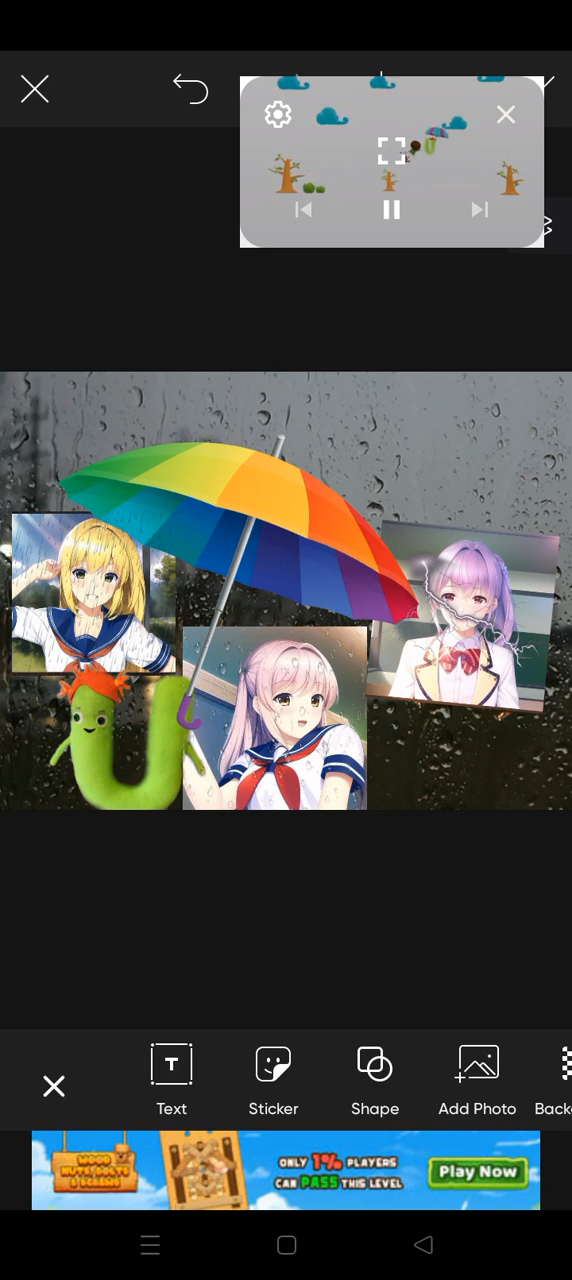 T
Text
Sticker
Shape
Add Photo
Back
WOOD
NUTS, BOLTS
& SCREWS
ONLY 1% PLAYERS
CAN PASS THIS LEVEL
Play Now